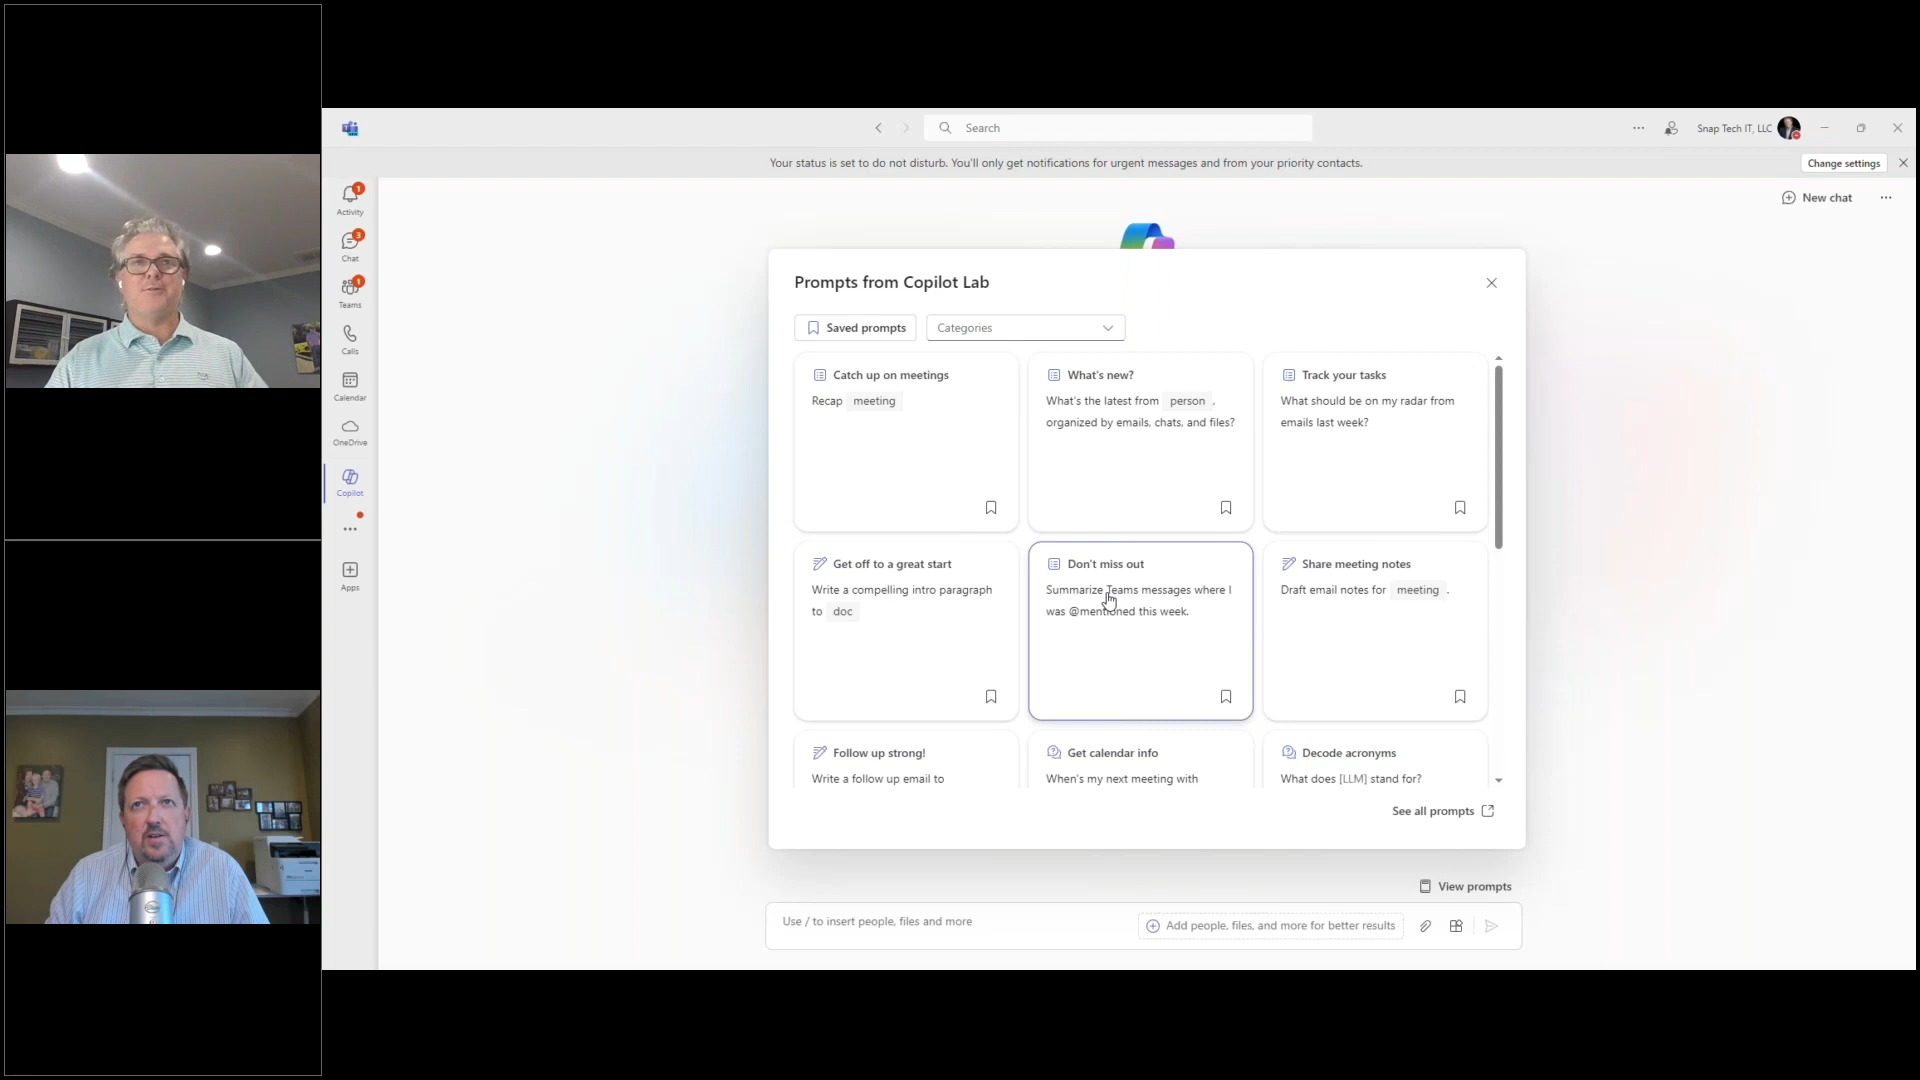 Search
Snap Tech IT, LLC
Your status is set to do not disturb. You'll only get notifications for urgent messages and from your priority contacts.
Change settings
1
Activity
3
Chat
1
Teams
Calls
Calendar
OneDrive
Copilot
Apps
New chat
Prompts from Copilot Lab
Saved prompts
Categories
Catch up on meetings
Recap meeting
What's new?
What's the latest from person ,
organized by emails, chats, and files?
Track your tasks
What should be on my radar from
emails last week?
Get off to a great start
Write a compelling intro paragraph
to doc
Don't miss out
Summarize Teams messages where I
was @mentioned this week.
Share meeting notes
Draft email notes for meeting .
Follow up strong!
Write a follow up email to
Get calendar info
When's my next meeting with
Decode acronyms
What does [LLM] stand for?
See all prompts
View prompts
Use / to insert people, files and more
Add people, files, and more for better results